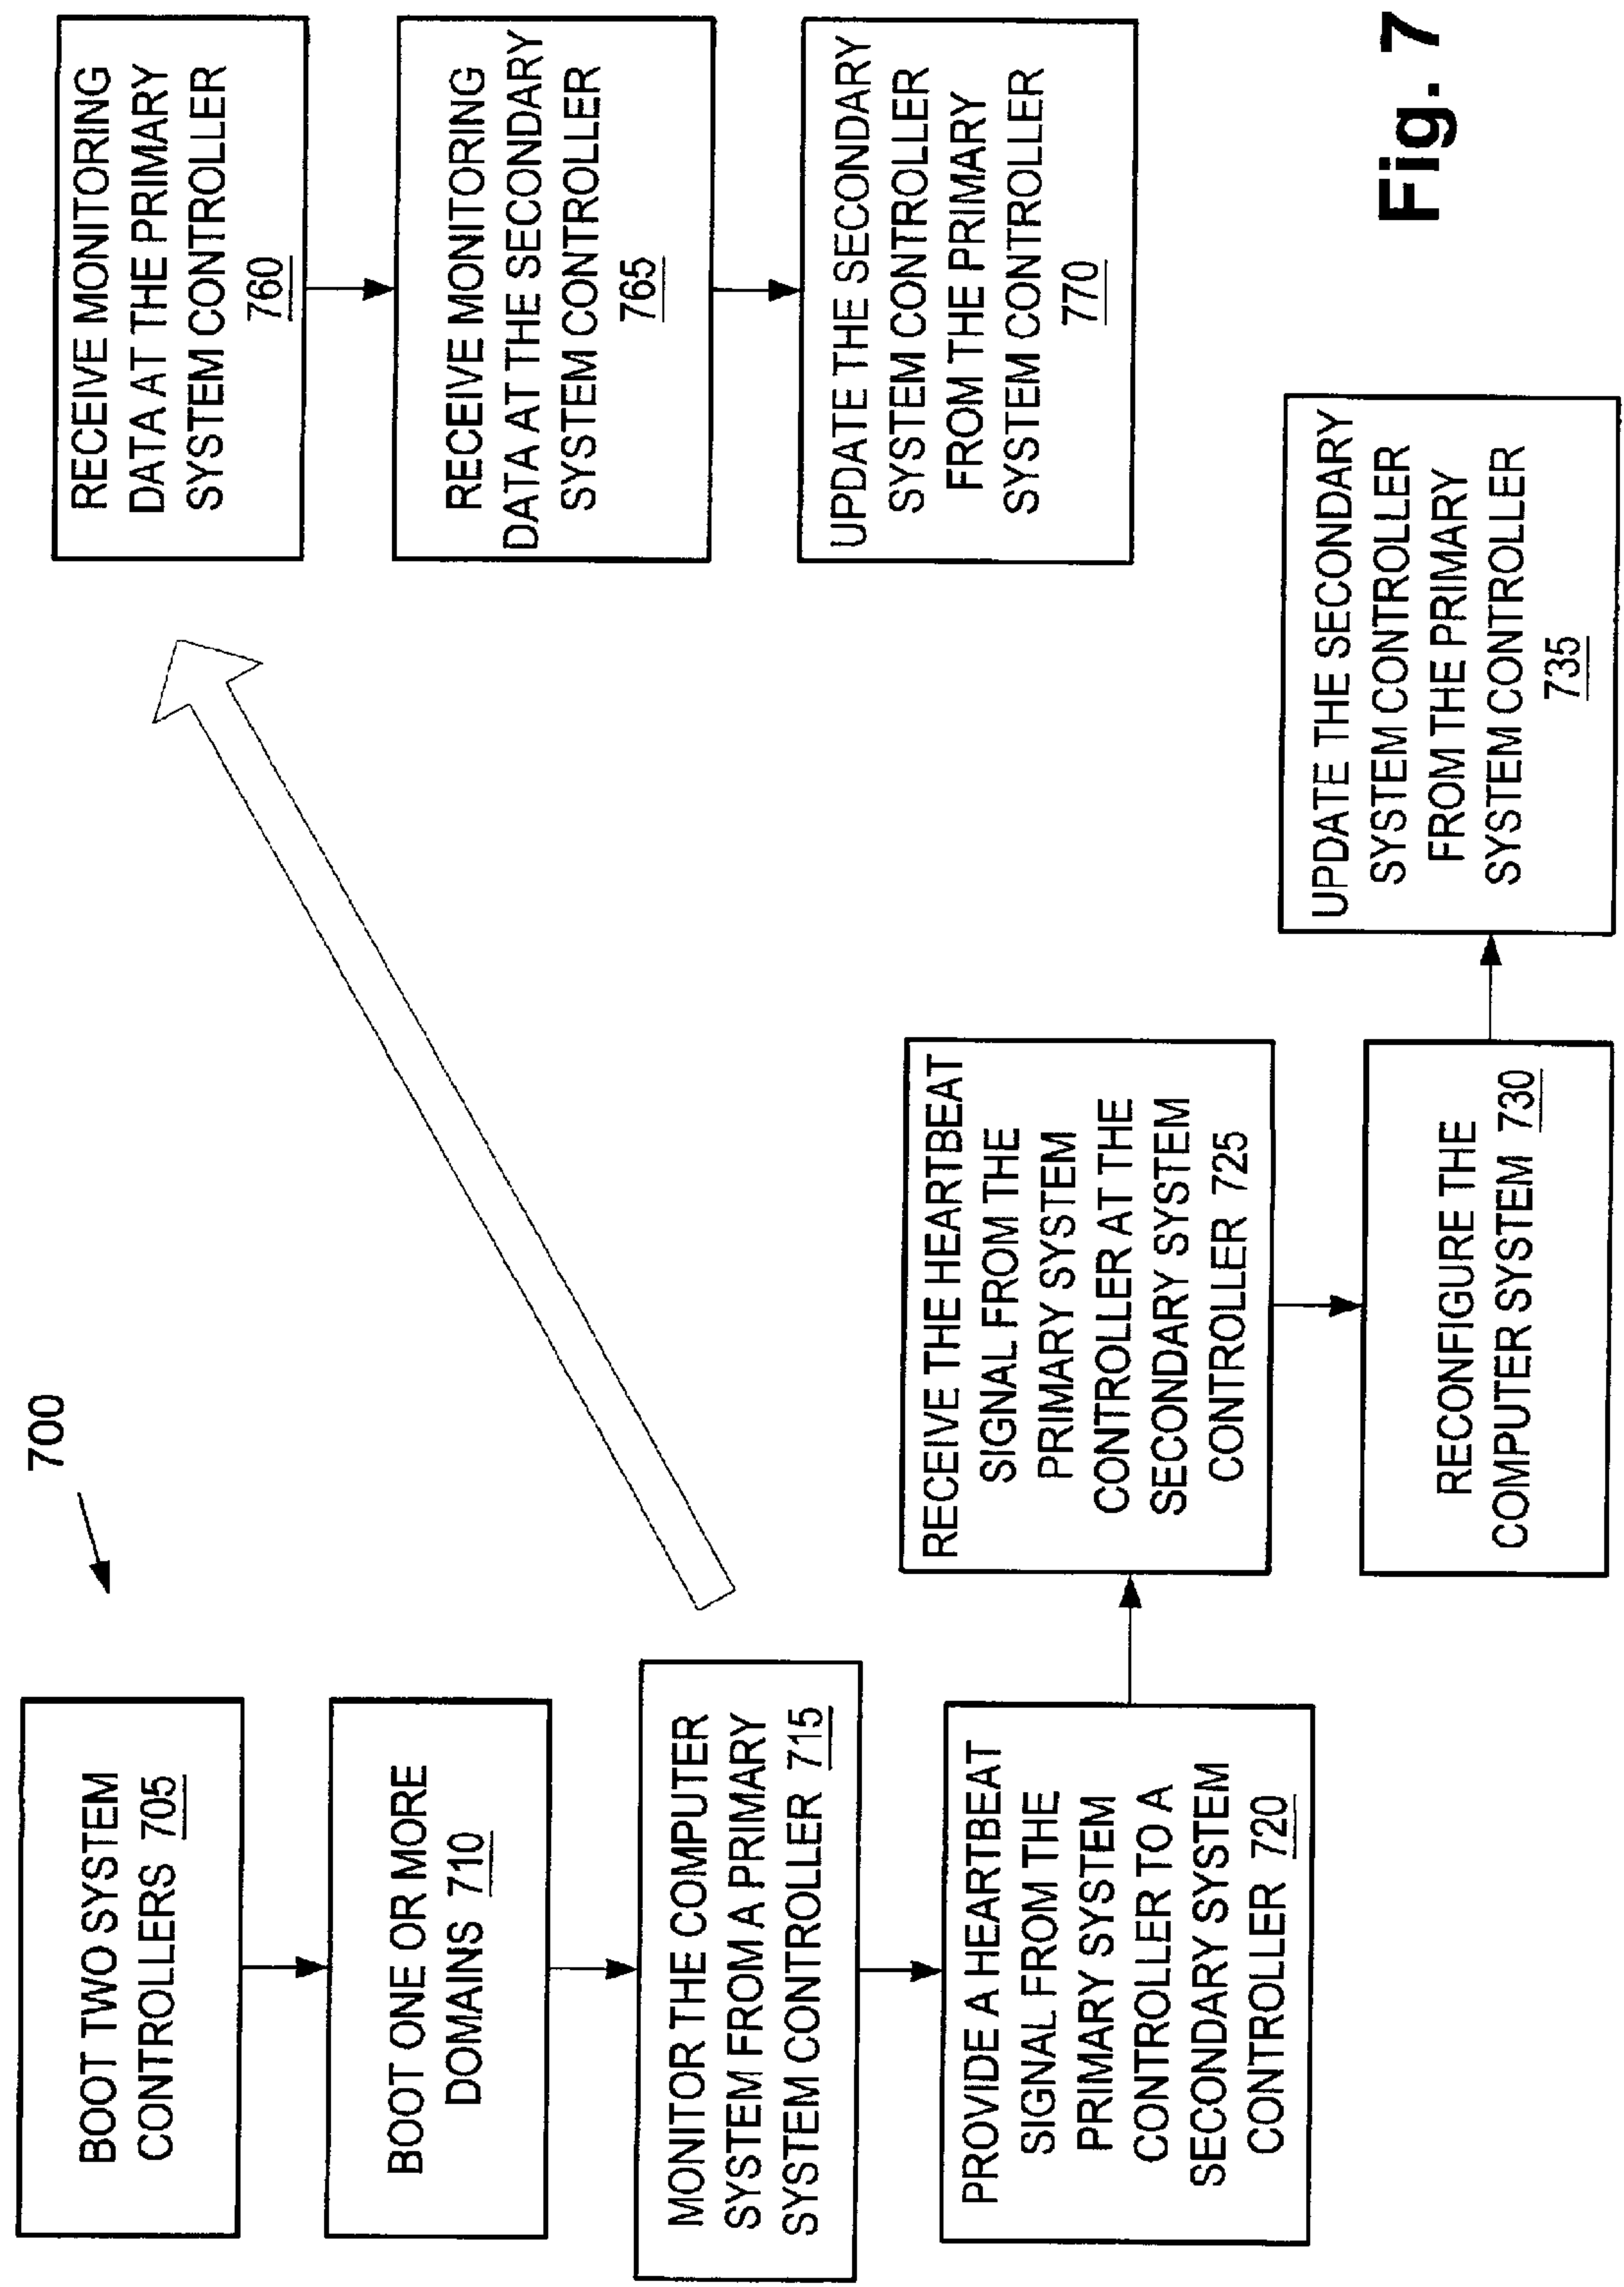 700
BOOT TWO SYSTEM
CONTROLLERS 705
BOOT ONE OR MORE
DOMAINS 710
MONITOR THE COMPUTER
SYSTEM FROM A PRIMARY
SYSTEM CONTROLLER 715
PROVIDE A HEARTBEAT
SIGNAL FROM THE
PRIMARY SYSTEM
CONTROLLER TO A
SECONDARY SYSTEM
CONTROLLER 720
RECEIVE THE HEARTBEAT
SIGNAL FROM THE
PRIMARY SYSTEM
CONTROLLER AT THE
SECONDARY SYSTEM
CONTROLLER 725
RECONFIGURE THE
COMPUTER SYSTEM 730
UPDATE THE SECONDARY
SYSTEM CONTROLLER
FROM THE PRIMARY
SYSTEM CONTROLLER
735
RECEIVE MONITORING
DATA AT THE PRIMARY
SYSTEM CONTROLLER
760
RECEIVE MONITORING
DATA AT THE SECONDARY
SYSTEM CONTROLLER
765
UPDATE THE SECONDARY
SYSTEM CONTROLLER
FROM THE PRIMARY
SYSTEM CONTROLLER
770
Fig. 7